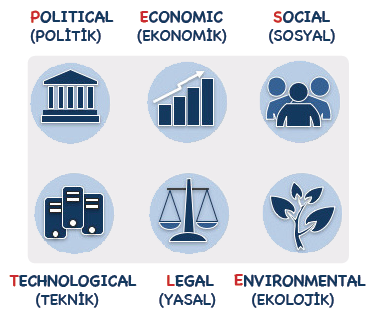 POLITICAL ECONOMIC SOCIAL
(POLİTİK) (EKONOMİK) (SOSYAL)
TECHNOLOGICAL LEGAL ENVIRONMENTAL
(TEKNİK) (YASAL) (EKOLOJİK)